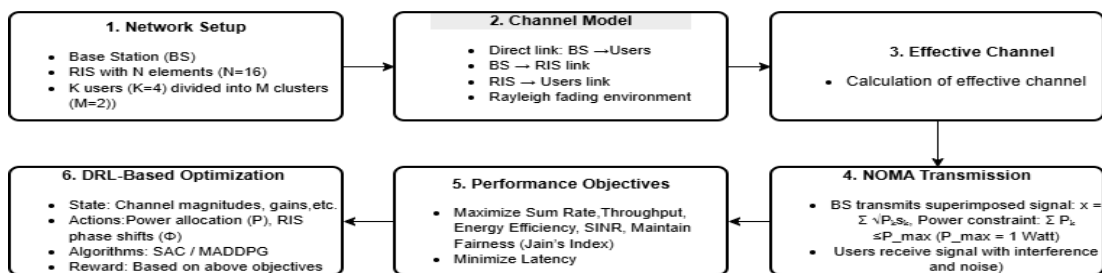 1. Network Setup
• Base Station (BS)
• RIS with N elements (N=16)
• K users (K=4) divided into M clusters
(M=2))
2. Channel Model
• Direct link: BS →Users
• BS → RIS link
• RIS → Users link
• Rayleigh fading environment
3. Effective Channel
• Calculation of effective channel
4. NOMA Transmission
• BS transmits superimposed signal: x =
Σ √Pₖsₖ, Power constraint: Σ Pₖ
≤P_max (P_max = 1 Watt)
• Users receive signal with interference
and noise)
5. Performance Objectives
• Maximize Sum Rate,Throughput,
Energy Efficiency, SINR, Maintain
Fairness (Jain's Index)
• Minimize Latency
6. DRL-Based Optimization
• State: Channel magnitudes, gains,etc.
• Actions:Power allocation (P), RIS
phase shifts (Φ)
• Algorithms: SAC / MADDPG
• Reward: Based on above objectives